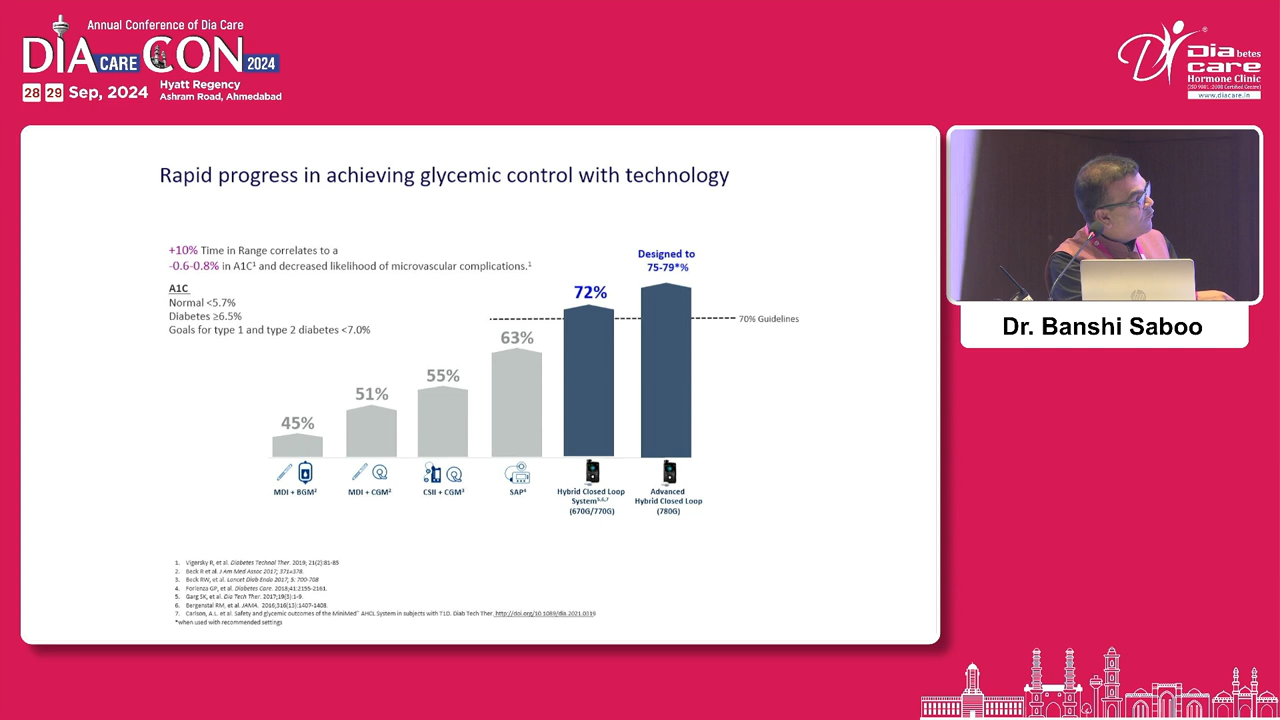 Annual Conference of Dia Care
DIA CARE CON 2024
28 29 Sep, 2024
Hyatt Regency
Ashram Road, Ahmedabad
Diabetes
care
Hormone Clinic
(ISO 9001:2008 Certified Centre)
www.diacare.in
Rapid progress in achieving glycemic control with technology
+10% Time in Range correlates to a
-0.6-0.8% in A1C¹ and decreased likelihood of microvascular complications.¹
A1C
Normal <5.7%
Diabetes ≥6.5%
Goals for type 1 and type 2 diabetes <7.0%
45%
51%
55%
63%
72%
Designed to
75-79*%
70% Guidelines
MDI + BGM²
MDI + CGM²
CSII + CGM³
SAP⁴
Hybrid Closed Loop
System⁵,⁶,⁷
(670G/770G)
Advanced
Hybrid Closed Loop
(780G)
1. Vigersky R, et al. Diabetes Technol Ther. 2019; 21(2):81-85
2. Beck R et al. J Am Med Assoc 2017; 371:378.
3. Beck RW, et al. Lancet Diab Endo 2017; 5: 700-708
4. Forlenza GP, et al. Diabetes Care. 2018;41:2155-2161.
5. Garg SK, et al. Dia Tech Ther. 2017;19(3):1-9.
6. Bergenstal RM, et al. JAMA. 2016;316(13):1407-1408.
7. Carlson, A.L. et al. Safety and glycemic outcomes of the MiniMed™ AHCL System in subjects with T1D. Diab Tech Ther. http://doi.org/10.1089/dia.2021.0319
*when used with recommended settings
Dr. Banshi Saboo